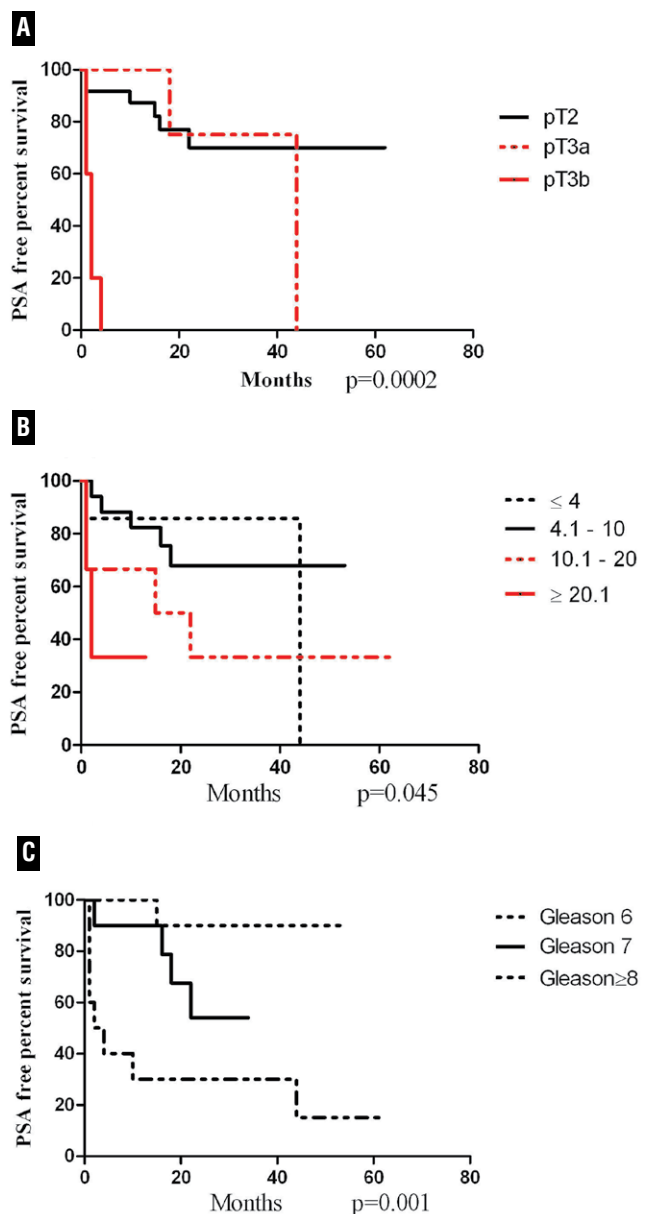 A
PSA free percent survival
100
80
60
40
20
0
0 20 40 60 80
Months p=0.0002
pT2
pT3a
pT3b
B
PSA free percent survival
100
80
60
40
20
0
0 20 40 60 80
Months p=0.045
≤ 4
4.1 - 10
10.1 - 20
≥ 20.1
C
PSA free percent survival
100
80
60
40
20
0
0 20 40 60 80
Months p=0.001
Gleason 6
Gleason 7
Gleason≥8